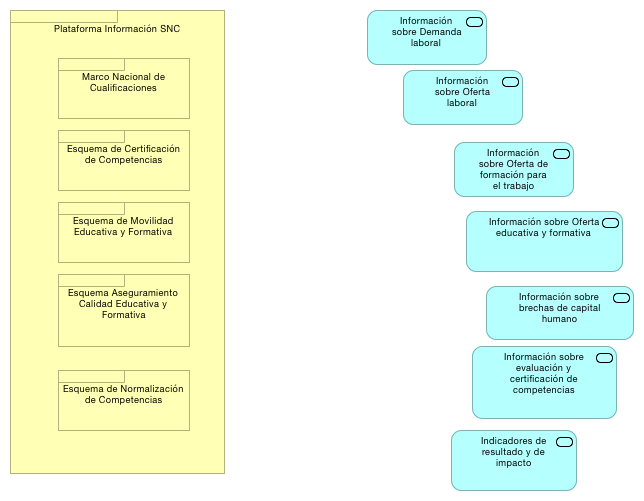 Plataforma Información SNC
Marco Nacional de
Cualificaciones
Esquema de Certificación
de Competencias
Esquema de Movilidad
Educativa y Formativa
Esquema Aseguramiento
Calidad Educativa y
Formativa
Esquema de Normalización
de Competencias
Información
sobre Demanda
laboral
Información
sobre Oferta
laboral
Información
sobre Oferta de
formación para
el trabajo
Información sobre Oferta
educativa y formativa
Información sobre
brechas de capital
humano
Información sobre
evaluación y
certificación de
competencias
Indicadores de
resultado y de
impacto